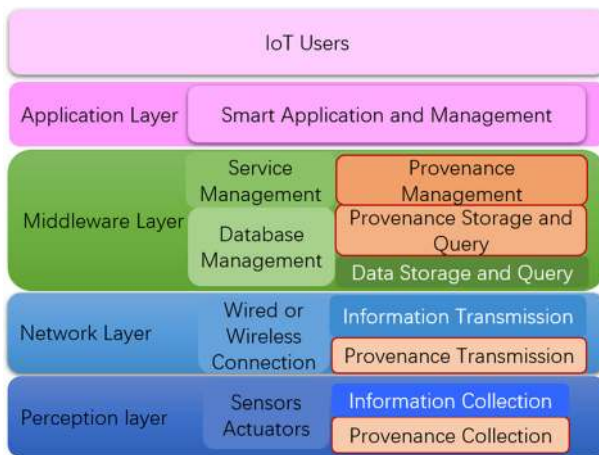 IoT Users
Application Layer
Smart Application and Management
Middleware Layer
Service
Management
Provenance
Management
Database
Management
Provenance Storage and
Query
Data Storage and Query
Network Layer
Wired or
Wireless
Connection
Information Transmission
Provenance Transmission
Perception layer
Sensors
Actuators
Information Collection
Provenance Collection